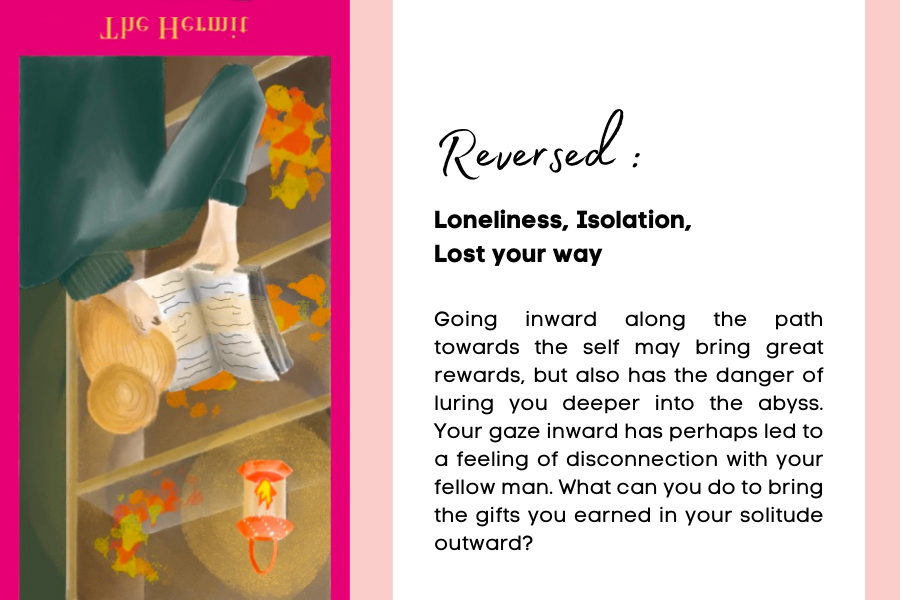 The Hermit
Reversed :
Loneliness, Isolation,
Lost your way
Going inward along the path
towards the self may bring great
rewards, but also has the danger of
luring you deeper into the abyss.
Your gaze inward has perhaps led to
a feeling of disconnection with your
fellow man. What can you do to bring
the gifts you earned in your solitude
outward?